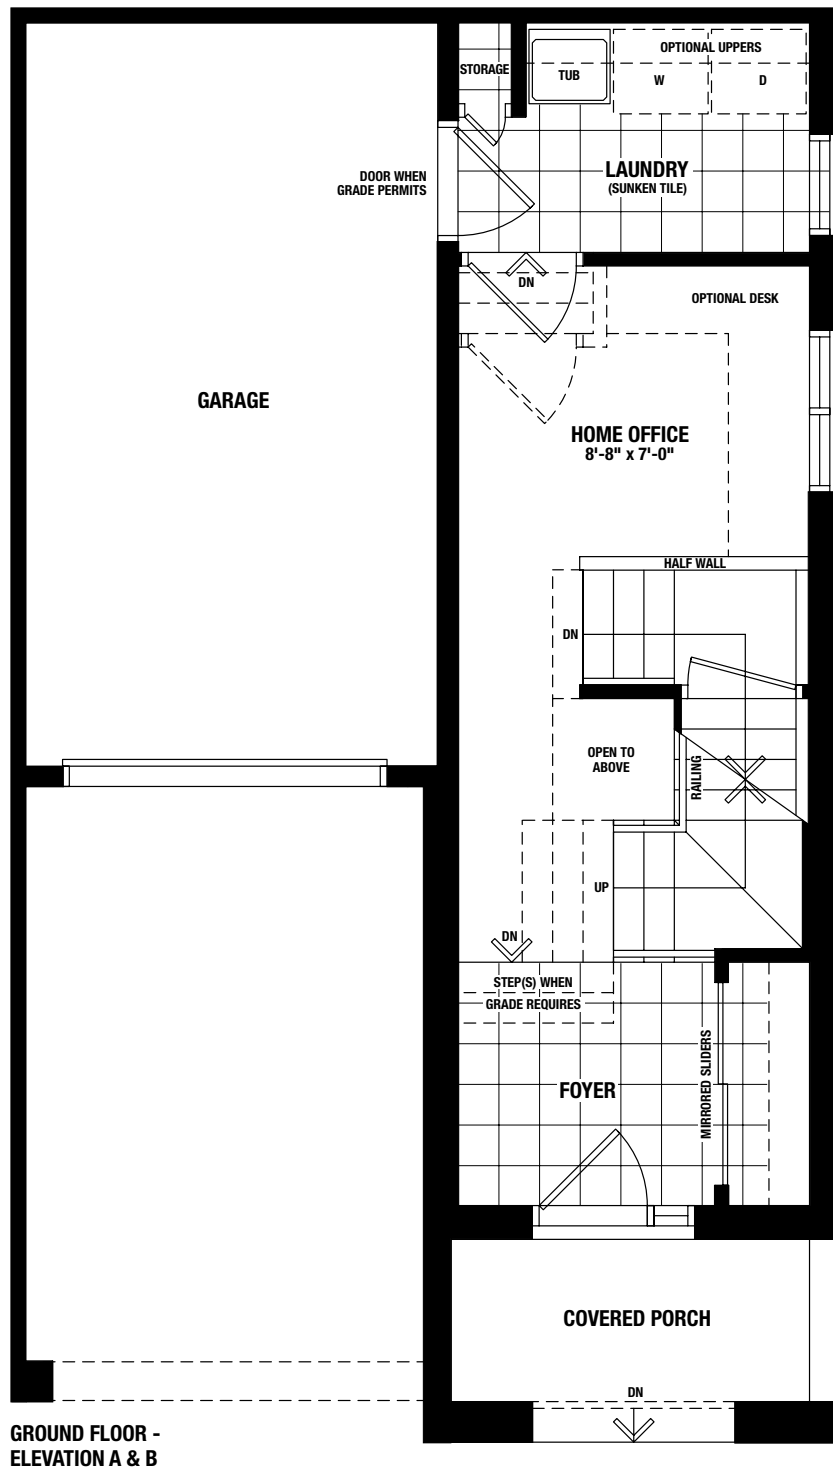 OPTIONAL UPPERS
STORAGE
TUB
W
D
DOOR WHEN
GRADE PERMITS
LAUNDRY
(SUNKEN TILE)
DN
OPTIONAL DESK
GARAGE
HOME OFFICE
8'-8" x 7'-0"
HALF WALL
DN
OPEN TO
ABOVE
RAILING
UP
DN
STEP(S) WHEN
GRADE REQUIRES
MIRRORED SLIDERS
FOYER
COVERED PORCH
DN
GROUND FLOOR -
ELEVATION A & B